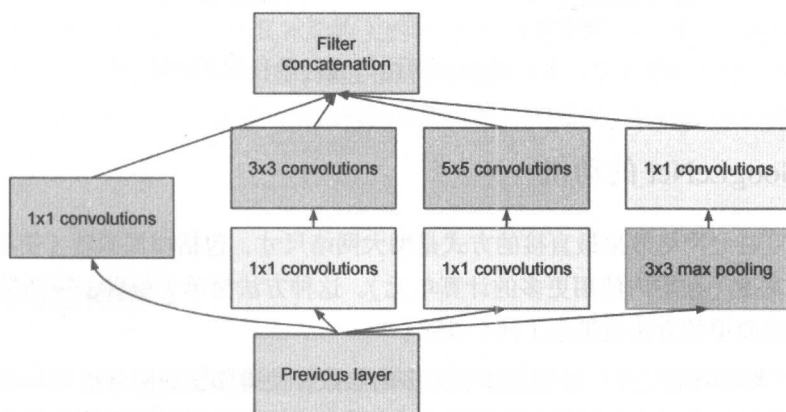 Filter
concatenation
3x3 convolutions
5x5 convolutions
1x1 convolutions
1x1 convolutions
1x1 convolutions
1x1 convolutions
3x3 max pooling
Previous layer